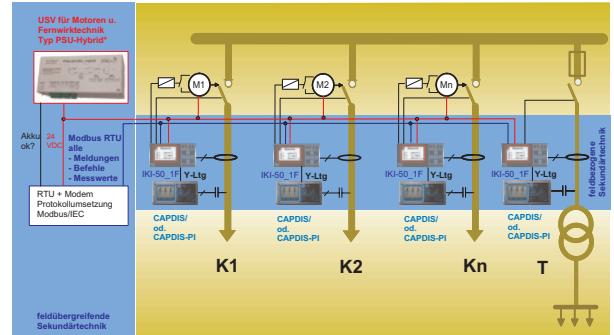 USV für Motoren u.
Fernwirktechnik
Typ PSU-Hybrid*
M1
M2
Mn
Akku
ok?
24
VDC
Modbus RTU
alle
- Meldungen
- Befehle
- Messwerte
RTU + Modem
Protokollumsetzung
Modbus/IEC
IKI-50_1F
Y-Ltg
IKI-50_1F
Y-Ltg
IKI-50_1F
Y-Ltg
IKI-50_1F
Y-Ltg
CAPDIS/
od.
CAPDIS-PI
CAPDIS/
od.
CAPDIS-PI
CAPDIS/
od.
CAPDIS-PI
CAPDIS/
od.
CAPDIS-PI
feldbezogene
Sekundärtechnik
K1
K2
Kn
T
feldübergreifende
Sekundärtechnik